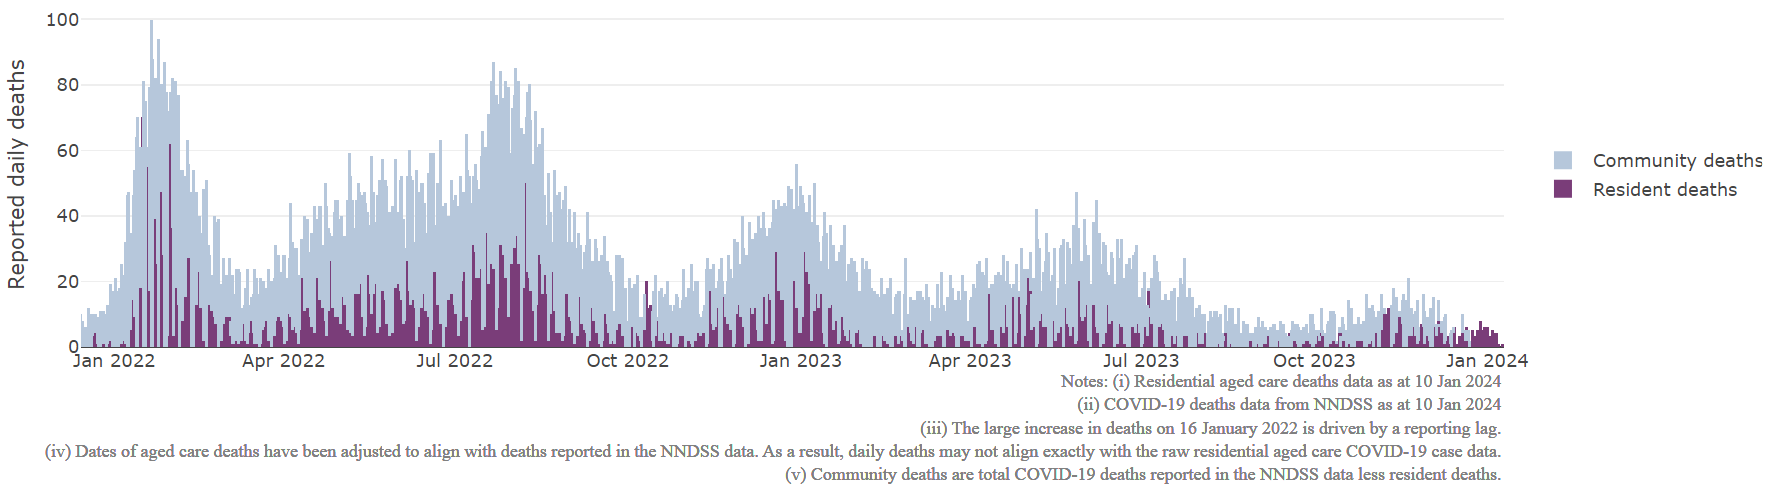 Reported daily deaths
100
80
60
40
20
0
Jan 2022 Apr 2022 Jul 2022 Oct 2022 Jan 2023 Apr 2023 Jul 2023 Oct 2023 Jan 2024
Community deaths
Resident deaths
Notes: (i) Residential aged care deaths data as at 10 Jan 2024
(ii) COVID-19 deaths data from NNDSS as at 10 Jan 2024
(iii) The large increase in deaths on 16 January 2022 is driven by a reporting lag.
(iv) Dates of aged care deaths have been adjusted to align with deaths reported in the NNDSS data. As a result, daily deaths may not align exactly with the raw residential aged care COVID-19 case data.
(v) Community deaths are total COVID-19 deaths reported in the NNDSS data less resident deaths.